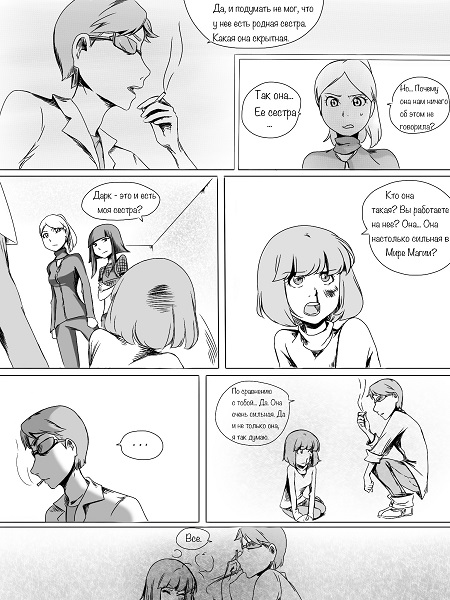 Да, и подумать не мог, что
у нее есть родная сестра.
Какая она скрытная.
Так она...
Ее сестра
...
Но... Почему
она нам ничего
об этом не
говорила?
Дарк - это и есть
моя сестра?
Кто она
такая? Вы работаете
на нее? Она... Она
настолько сильная в
Мире Магии?
...
По сравнению
с тобой... Да. Она
очень сильная. Да
и не только она,
я так думаю.
Все.